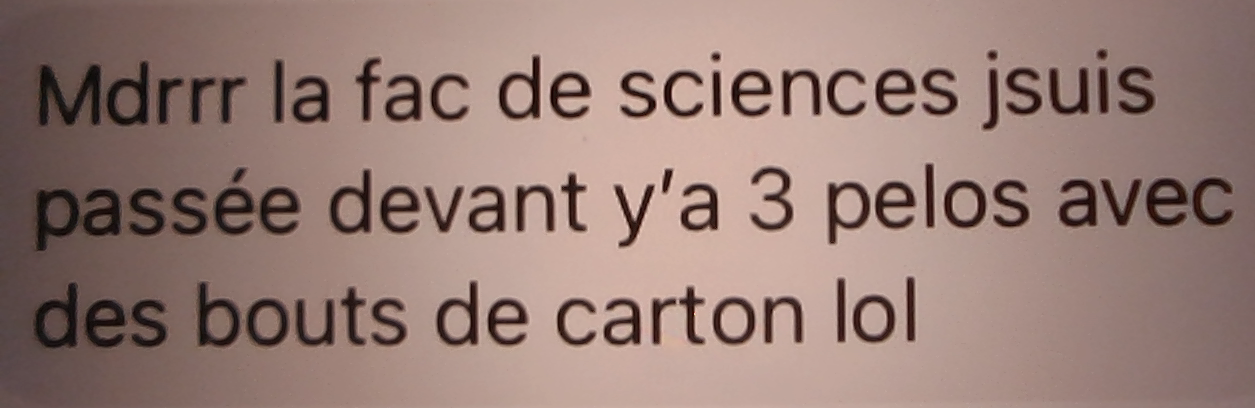 Mdrrr la fac de sciences jsuis
passée devant y'a 3 pelos avec
des bouts de carton lol